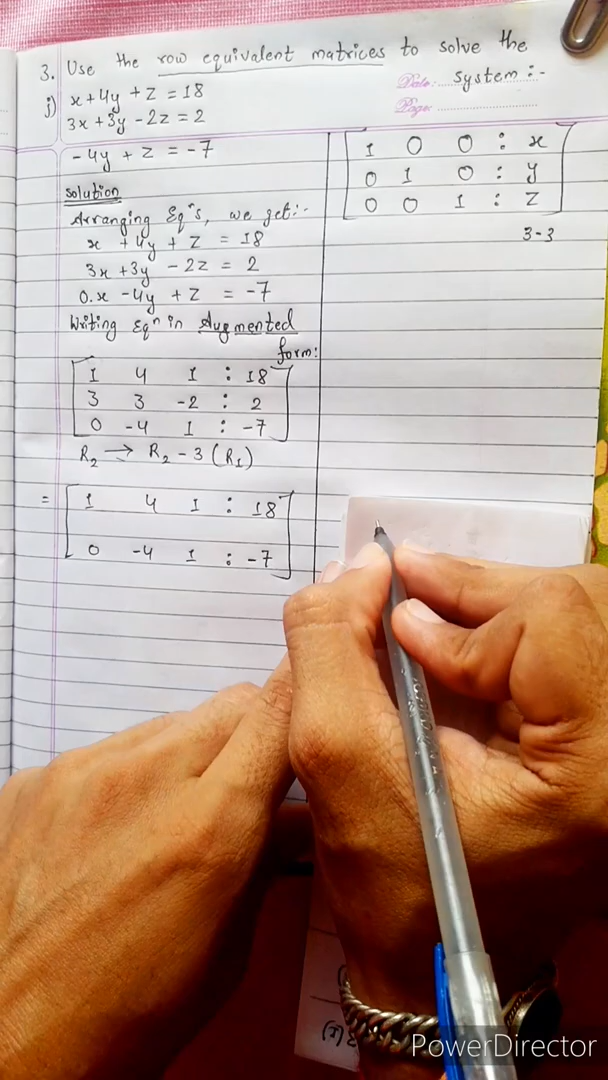 3. Use the row equivalent matrices to solve the
Date: system :-
Page:
i) x + 4y + z = 18
3x + 3y - 2z = 2
- 4y + z = -7
Solution
Arranging Eqⁿs, we get:-
x + 4y + z = 18
3x + 3y - 2z = 2
0.x - 4y + z = -7
Writing Eqⁿ in Augmented
form:
1 4 1 : 18
3 3 -2 : 2
0 -4 1 : -7
R₂ → R₂ - 3 (R₁)
= 1 4 1 : 18
0 -4 1 : -7
1 0 0 : x
0 1 0 : y
0 0 1 : z
3-3
PowerDirector